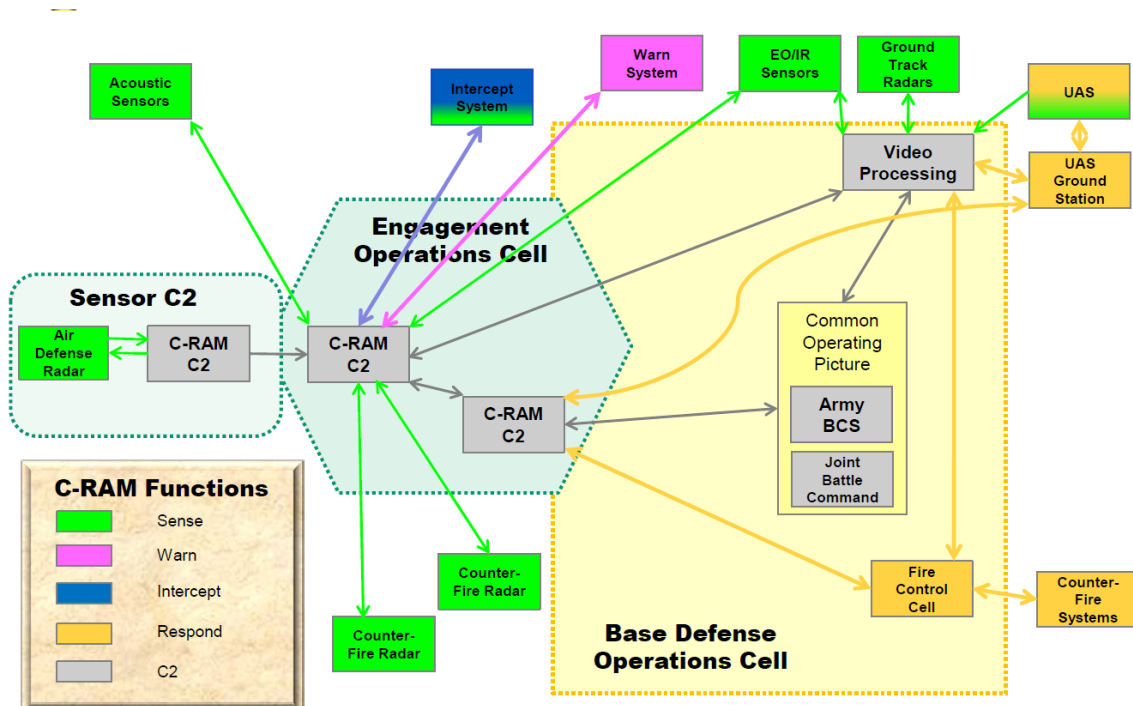 Acoustic
Sensors
Intercept
System
Warn
System
EO/IR
Sensors
Ground
Track
Radars
UAS
Video
Processing
UAS
Ground
Station
Engagement
Operations Cell
Sensor C2
Air
Defense
Radar
C-RAM
C2
C-RAM
C2
C-RAM
C2
Common
Operating
Picture
Army
BCS
Joint
Battle
Command
C-RAM Functions
Sense
Warn
Intercept
Respond
C2
Counter-
Fire Radar
Counter-
Fire Radar
Fire
Control
Cell
Counter-
Fire
Systems
Base Defense
Operations Cell